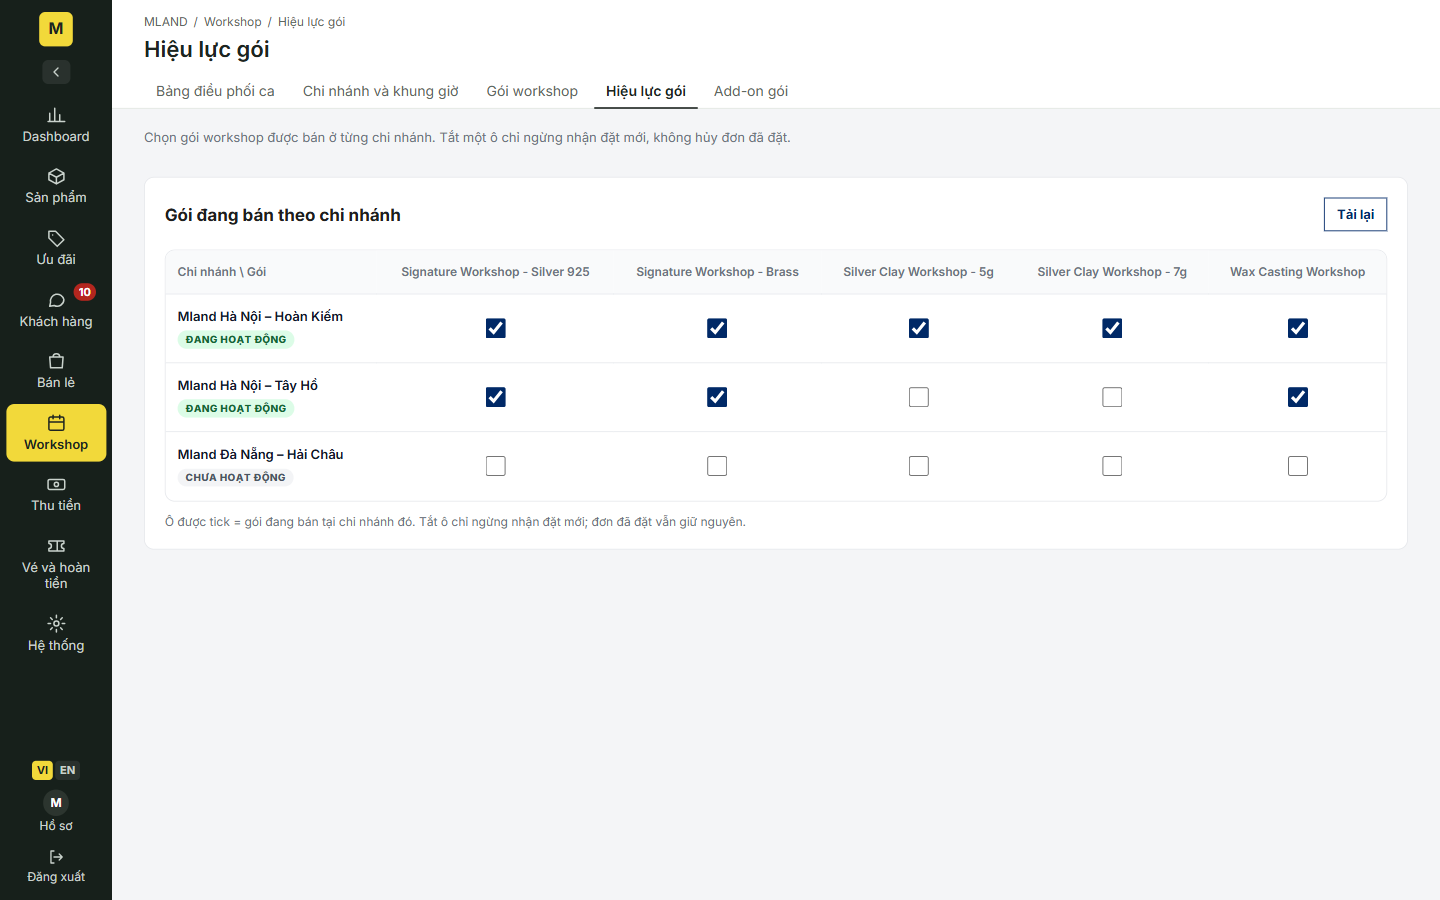 M
Dashboard
Sản phẩm
Ưu đãi
10
Khách hàng
Bán lẻ
Workshop
Thu tiền
Vé và hoàn
tiền
Hệ thống
VI EN
M
Hồ sơ
Đăng xuất
MLAND / Workshop / Hiệu lực gói
Hiệu lực gói
Bảng điều phối ca Chi nhánh và khung giờ Gói workshop Hiệu lực gói Add-on gói
Chọn gói workshop được bán ở từng chi nhánh. Tắt một ô chỉ ngừng nhận đặt mới, không hủy đơn đã đặt.
Gói đang bán theo chi nhánh
Tải lại
Chi nhánh \ Gói Signature Workshop - Silver 925 Signature Workshop - Brass Silver Clay Workshop - 5g Silver Clay Workshop - 7g Wax Casting Workshop
Mland Hà Nội – Hoàn Kiếm
ĐANG HOẠT ĐỘNG
Mland Hà Nội – Tây Hồ
ĐANG HOẠT ĐỘNG
Mland Đà Nẵng – Hải Châu
CHƯA HOẠT ĐỘNG
Ô được tick = gói đang bán tại chi nhánh đó. Tắt ô chỉ ngừng nhận đặt mới; đơn đã đặt vẫn giữ nguyên.